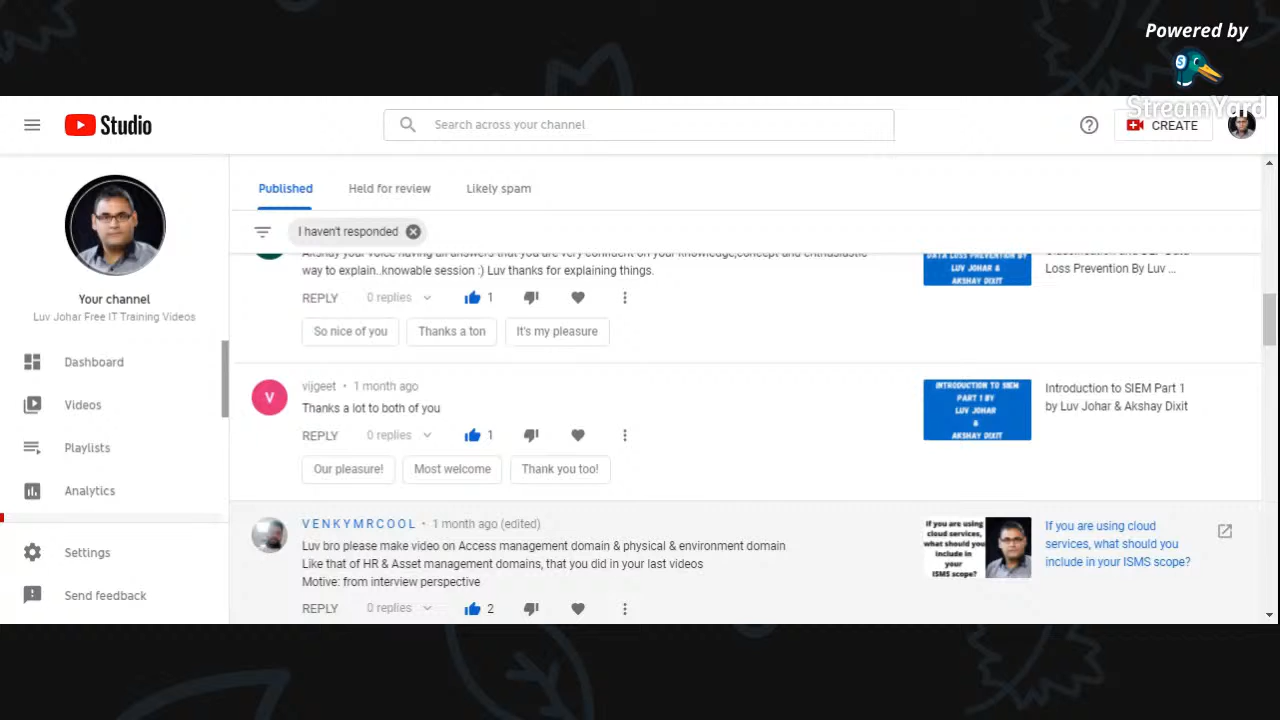 Powered by
StreamYard
Studio
Search across your channel
CREATE
Your channel
Luv Johar Free IT Training Videos
Dashboard
Videos
Playlists
Analytics
Settings
Send feedback
Published
Held for review
Likely spam
I haven't responded
Akshay your voice having all answers that you are very confident on your knowledge,concept and enthusiastic
way to explain..knowable session :) Luv thanks for explaining things.
REPLY
0 replies
1
So nice of you
Thanks a ton
It's my pleasure
DATA LOSS PREVENTION BY
LUV JOHAR &
AKSHAY DIXIT
Loss Prevention By Luv ...
V
vijgeet • 1 month ago
Thanks a lot to both of you
REPLY
0 replies
1
Our pleasure!
Most welcome
Thank you too!
INTRODUCTION TO SIEM
PART 1 BY
LUV JOHAR
&
AKSHAY DIXIT
Introduction to SIEM Part 1
by Luv Johar & Akshay Dixit
V E N K Y M R C O O L • 1 month ago (edited)
Luv bro please make video on Access management domain & physical & environment domain
Like that of HR & Asset management domains, that you did in your last videos
Motive: from interview perspective
REPLY
0 replies
2
If you are using
cloud services,
what should you
include in
your
ISMS scope?
If you are using cloud
services, what should you
include in your ISMS scope?